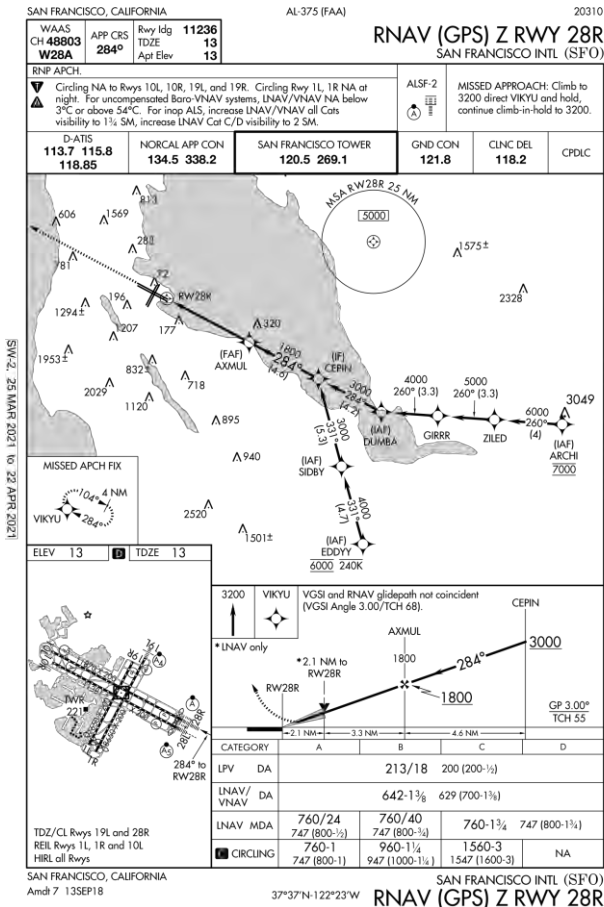 SAN FRANCISCO, CALIFORNIA AL-375 (FAA) 20310
WAAS
CH 48803
W28A
APP CRS
284°
Rwy Idg 11236
TDZE 13
Apt Elev 13
RNAV (GPS) Z RWY 28R
SAN FRANCISCO INTL (SFO)
RNP APCH.
Circling NA to Rwys 10L, 10R, 19L, and 19R. Circling Rwy 1L, 1R NA at
night. For uncompensated Baro-VNAV systems, LNAV/VNAV NA below
3°C or above 54°C. For inop ALS, increase LNAV/VNAV all Cats
visibility to 1¾ SM, increase LNAV Cat C/D visibility to 2 SM.
ALSF-2
A
MISSED APPROACH: Climb to
3200 direct VIKYU and hold,
continue climb-in-hold to 3200.
D-ATIS
113.7 115.8
118.85
NORCAL APP CON
134.5 338.2
SAN FRANCISCO TOWER
120.5 269.1
GND CON
121.8
CLNC DEL
118.2
CPDLC
MSA RW28R 25 NM
5000
813
606
1569
283
781
72
1575±
2328
RW28R
1294±
196
177
207
320
1953±
832±
2029
1120
718
895
940
2520
1501±
(FAF)
AXMUL
1800
284°
(4.6)
(IF)
CEPIN
3000
284°
(4.2)
(IAF)
DUMBA
4000
260° (3.3)
GIRRR
5000
260° (3.3)
ZILED
6000
260°
(4)
3049
(IAF)
ARCHI
7000
3000
331°
(5.3)
(IAF)
SIDBY
4000
331°
(4.7)
(IAF)
EDDYY
6000 240K
MISSED APCH FIX
VIKYU
104°
4 NM
284°
SW-2, 25 MAR 2021 to 22 APR 2021
ELEV 13 D TDZE 13
19L
19R
TWR
221
A
A5
28R
28L
1R
284° to
RW28R
TDZ/CL Rwys 19L and 28R
REIL Rwys 1L, 1R and 10L
HIRL all Rwys
3200
VIKYU
VGSI and RNAV glidepath not coincident
(VGSI Angle 3.00/TCH 68).
*LNAV only
*2.1 NM to
RW28R
RW28R
AXMUL
1800
CEPIN
3000
284°
1800
GP 3.00°
TCH 55
2.1 NM 3.3 NM 4.6 NM
CATEGORY A B C D
LPV DA 213/18 200 (200-½)
LNAV/
VNAV DA 642-1⅜ 629 (700-1⅜)
LNAV MDA 760/24 747 (800-½) 760/40 747 (800-¾) 760-1¾ 747 (800-1¾)
C CIRCLING 760-1 747 (800-1) 960-1¼ 947 (1000-1¼) 1560-3 1547 (1600-3) NA
SAN FRANCISCO, CALIFORNIA
Amdt 7 13SEP18
37°37'N-122°23'W
SAN FRANCISCO INTL (SFO)
RNAV (GPS) Z RWY 28R